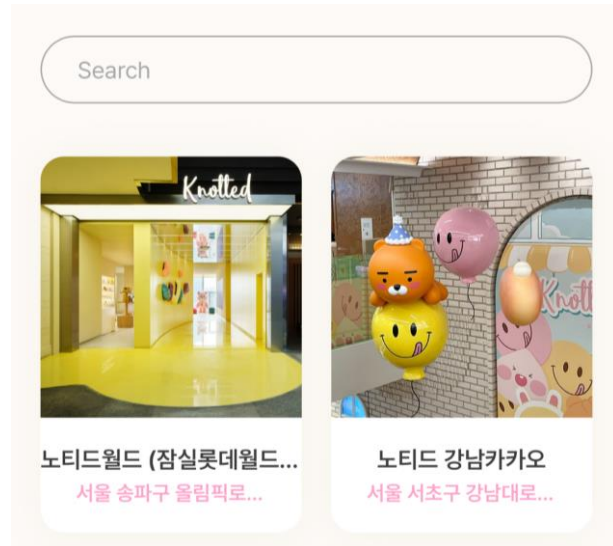 Search
Knotted
노티드월드 (잠실롯데월드...
서울 송파구 올림픽로...
노티드 강남카카오
서울 서초구 강남대로...